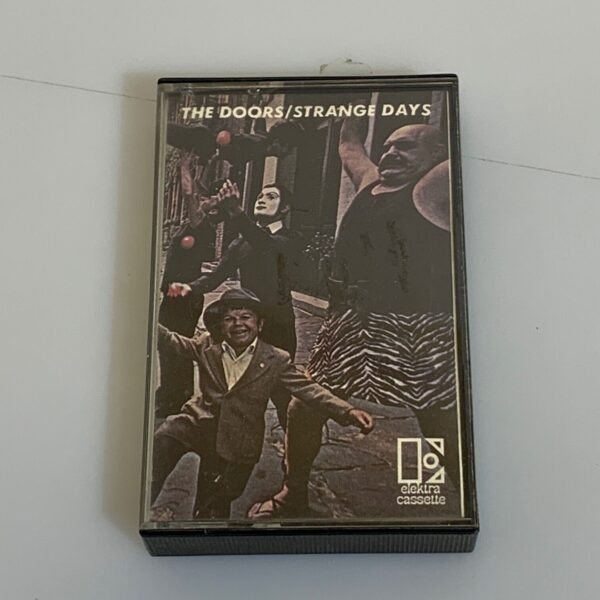 THE DOORS/STRANGE DAYS
elektra
cassette